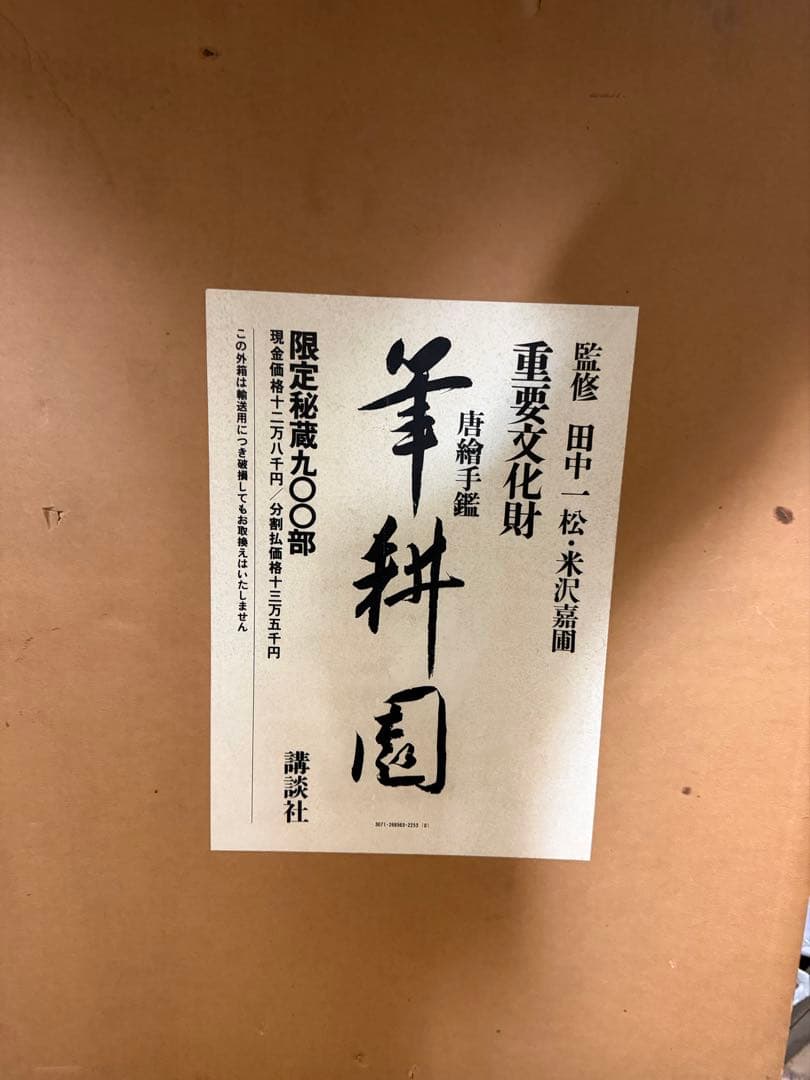 監修　田中一松・米沢嘉圃
重要文化財
唐繪手鑑
筆耕園
限定秘蔵九〇〇部
現金価格十二万八千円／分割払価格十三万五千円
この外箱は輸送用につき破損してもお取換えはいたしません
講談社